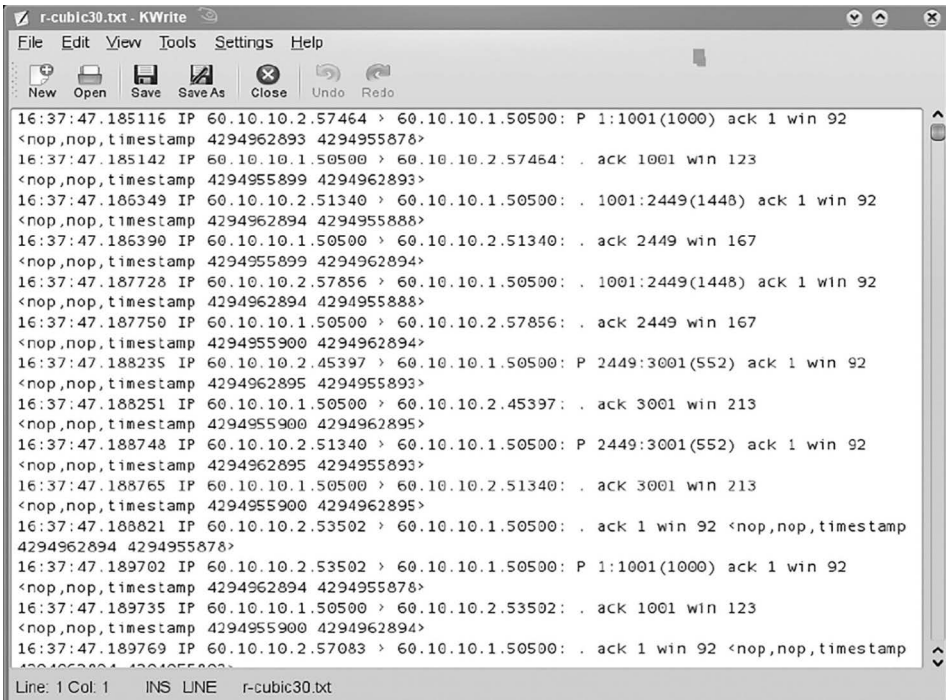 r-cubic30.txt - KWrite
File Edit View Tools Settings Help
New Open Save Save As Close Undo Redo
16:37:47.185116 IP 60.10.10.2.57464 > 60.10.10.1.50500: P 1:1001(1000) ack 1 win 92
<nop,nop,timestamp 4294962893 4294955878>
16:37:47.185142 IP 60.10.10.1.50500 > 60.10.10.2.57464: . ack 1001 win 123
<nop,nop,timestamp 4294955899 4294962893>
16:37:47.186349 IP 60.10.10.2.51340 > 60.10.10.1.50500: . 1001:2449(1448) ack 1 win 92
<nop,nop,timestamp 4294962894 4294955888>
16:37:47.186390 IP 60.10.10.1.50500 > 60.10.10.2.51340: . ack 2449 win 167
<nop,nop,timestamp 4294955899 4294962894>
16:37:47.187728 IP 60.10.10.2.57856 > 60.10.10.1.50500: . 1001:2449(1448) ack 1 win 92
<nop,nop,timestamp 4294962894 4294955888>
16:37:47.187750 IP 60.10.10.1.50500 > 60.10.10.2.57856: . ack 2449 win 167
<nop,nop,timestamp 4294955900 4294962894>
16:37:47.188235 IP 60.10.10.2.45397 > 60.10.10.1.50500: P 2449:3001(552) ack 1 win 92
<nop,nop,timestamp 4294962895 4294955893>
16:37:47.188251 IP 60.10.10.1.50500 > 60.10.10.2.45397: . ack 3001 win 213
<nop,nop,timestamp 4294955900 4294962895>
16:37:47.188748 IP 60.10.10.2.51340 > 60.10.10.1.50500: P 2449:3001(552) ack 1 win 92
<nop,nop,timestamp 4294962895 4294955893>
16:37:47.188765 IP 60.10.10.1.50500 > 60.10.10.2.51340: . ack 3001 win 213
<nop,nop,timestamp 4294955900 4294962895>
16:37:47.188821 IP 60.10.10.2.53502 > 60.10.10.1.50500: . ack 1 win 92 <nop,nop,timestamp
4294962894 4294955878>
16:37:47.189702 IP 60.10.10.2.53502 > 60.10.10.1.50500: P 1:1001(1000) ack 1 win 92
<nop,nop,timestamp 4294962894 4294955878>
16:37:47.189735 IP 60.10.10.1.50500 > 60.10.10.2.53502: . ack 1001 win 123
<nop,nop,timestamp 4294955900 4294962894>
16:37:47.189769 IP 60.10.10.2.57083 > 60.10.10.1.50500: . ack 1 win 92 <nop,nop,timestamp
Line: 1 Col: 1 INS LINE r-cubic30.txt